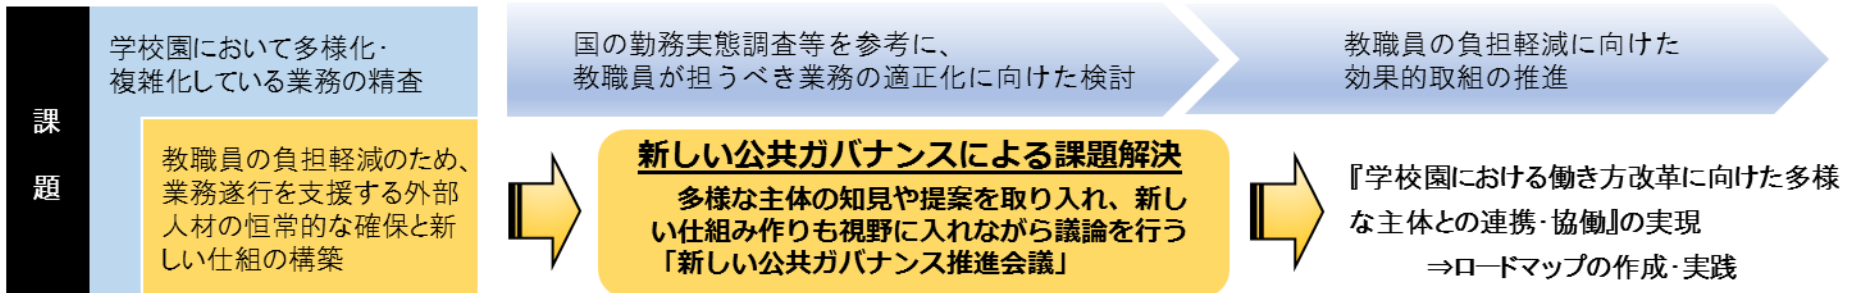 課題
学校園において多様化・
複雑化している業務の精査
国の勤務実態調査等を参考に、
教職員が担うべき業務の適正化に向けた検討
教職員の負担軽減に向けた
効果的取組の推進
教職員の負担軽減のため、
業務遂行を支援する外部
人材の恒常的な確保と新
しい仕組の構築
新しい公共ガバナンスによる課題解決
多様な主体の知見や提案を取り入れ、新し
い仕組み作りも視野に入れながら議論を行う
「新しい公共ガバナンス推進会議」
『学校園における働き方改革に向けた多様
な主体との連携・協働』の実現
⇒ロードマップの作成・実践